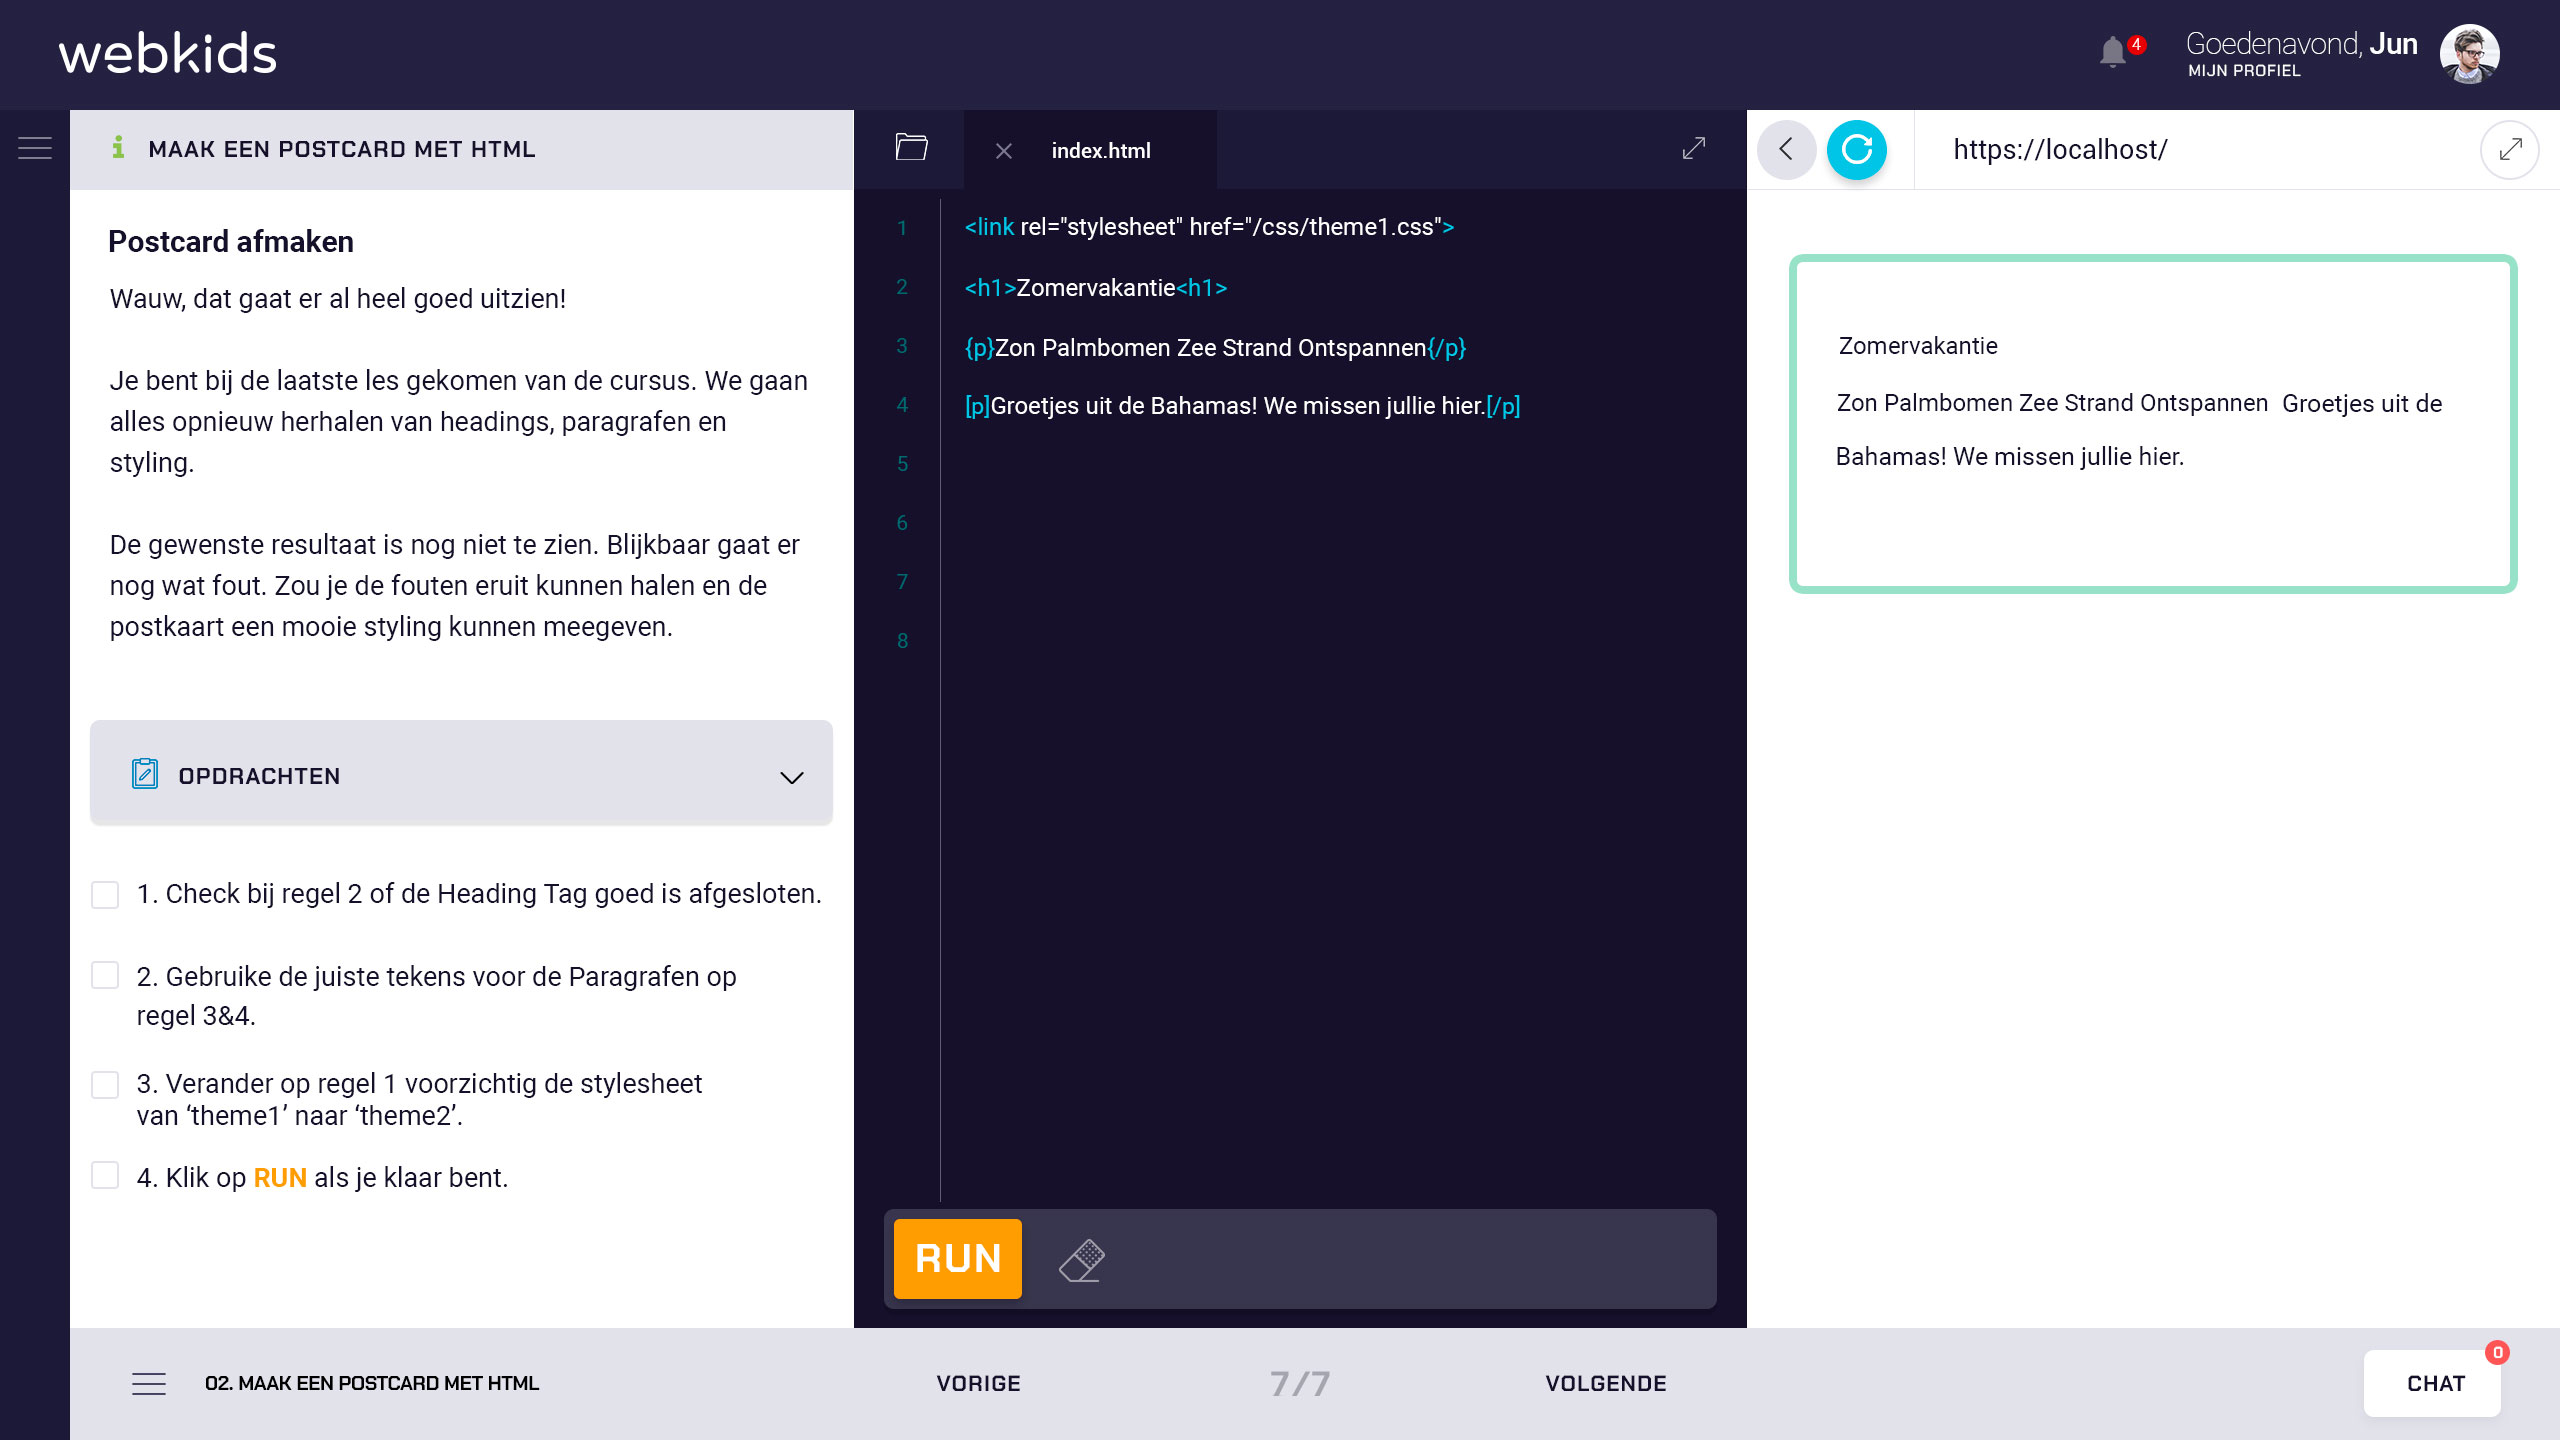 webkids
4
Goedenavond, Jun
MIJN PROFIEL
i MAAK EEN POSTCARD MET HTML
Postcard afmaken
Wauw, dat gaat er al heel goed uitzien!
Je bent bij de laatste les gekomen van de cursus. We gaan
alles opnieuw herhalen van headings, paragrafen en
styling.
De gewenste resultaat is nog niet te zien. Blijkbaar gaat er
nog wat fout. Zou je de fouten eruit kunnen halen en de
postkaart een mooie styling kunnen meegeven.
OPDRACHTEN
1. Check bij regel 2 of de Heading Tag goed is afgesloten.
2. Gebruike de juiste tekens voor de Paragrafen op
regel 3&4.
3. Verander op regel 1 voorzichtig de stylesheet
van ‘theme1’ naar ‘theme2’.
4. Klik op RUN als je klaar bent.
index.html
1 <link rel="stylesheet" href="/css/theme1.css">
2 <h1>Zomervakantie<h1>
3 {p}Zon Palmbomen Zee Strand Ontspannen{/p}
4 [p]Groetjes uit de Bahamas! We missen jullie hier.[/p]
5
6
7
8
RUN
https://localhost/
Zomervakantie
Zon Palmbomen Zee Strand Ontspannen Groetjes uit de
Bahamas! We missen jullie hier.
02. MAAK EEN POSTCARD MET HTML
VORIGE
7/7
VOLGENDE
CHAT
0